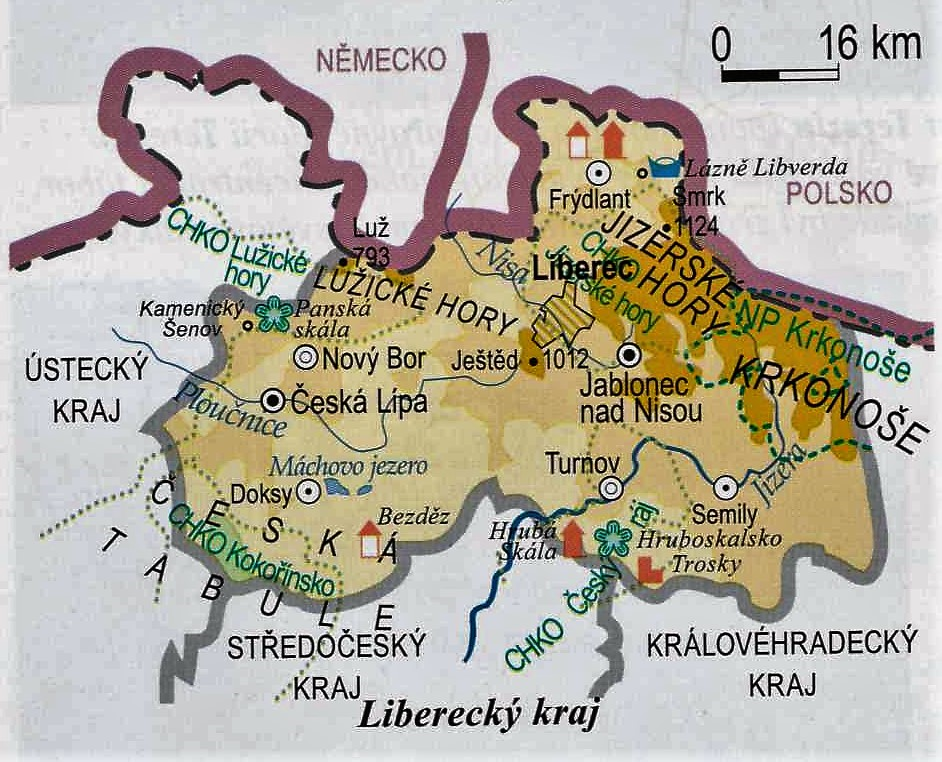 0 16 km
NĚMECKO
Lázně Libverda
Frýdlant
Smrk
1124
POLSKO
CHKO Lužické
hory
Luž
793
Nisa
JIZERSKÉ
HORY
CHKO
Jizerské hory
Liberec
LUŽICKÉ HORY
NP Krkonoše
Kamenický
Šenov
Panská
skála
Nový Bor
Ještěd 1012
Jablonec
nad Nisou
KRKONOŠE
ÚSTECKÝ
KRAJ
Ploučnice
Česká Lípa
Máchovo jezero
Doksy
Turnov
Semily
Jizera
ČESKÁ
TABULE
CHKO Kokořínsko
Bezděz
Hrubá
Skála
Hruboskalsko
Trosky
CHKO Český ráj
STŘEDOČESKÝ
KRAJ
KRÁLOVÉHRADECKÝ
KRAJ
Liberecký kraj